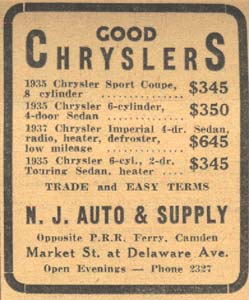 GOOD
CHRYSLERS
1935 Chrysler Sport Coupe,
8 cylinder .......... $345
1935 Chrysler 6-cylinder,
4-door Sedan ........ $350
1937 Chrysler Imperial 4-dr. Sedan,
radio, heater, defroster,
low mileage ......... $645
1935 Chrysler 6-cyl., 2-dr.
Touring Sedan, heater .... $345
TRADE and EASY TERMS
N. J. AUTO & SUPPLY
Opposite P.R.R. Ferry, Camden
Market St. at Delaware Ave.
Open Evenings — Phone 2327